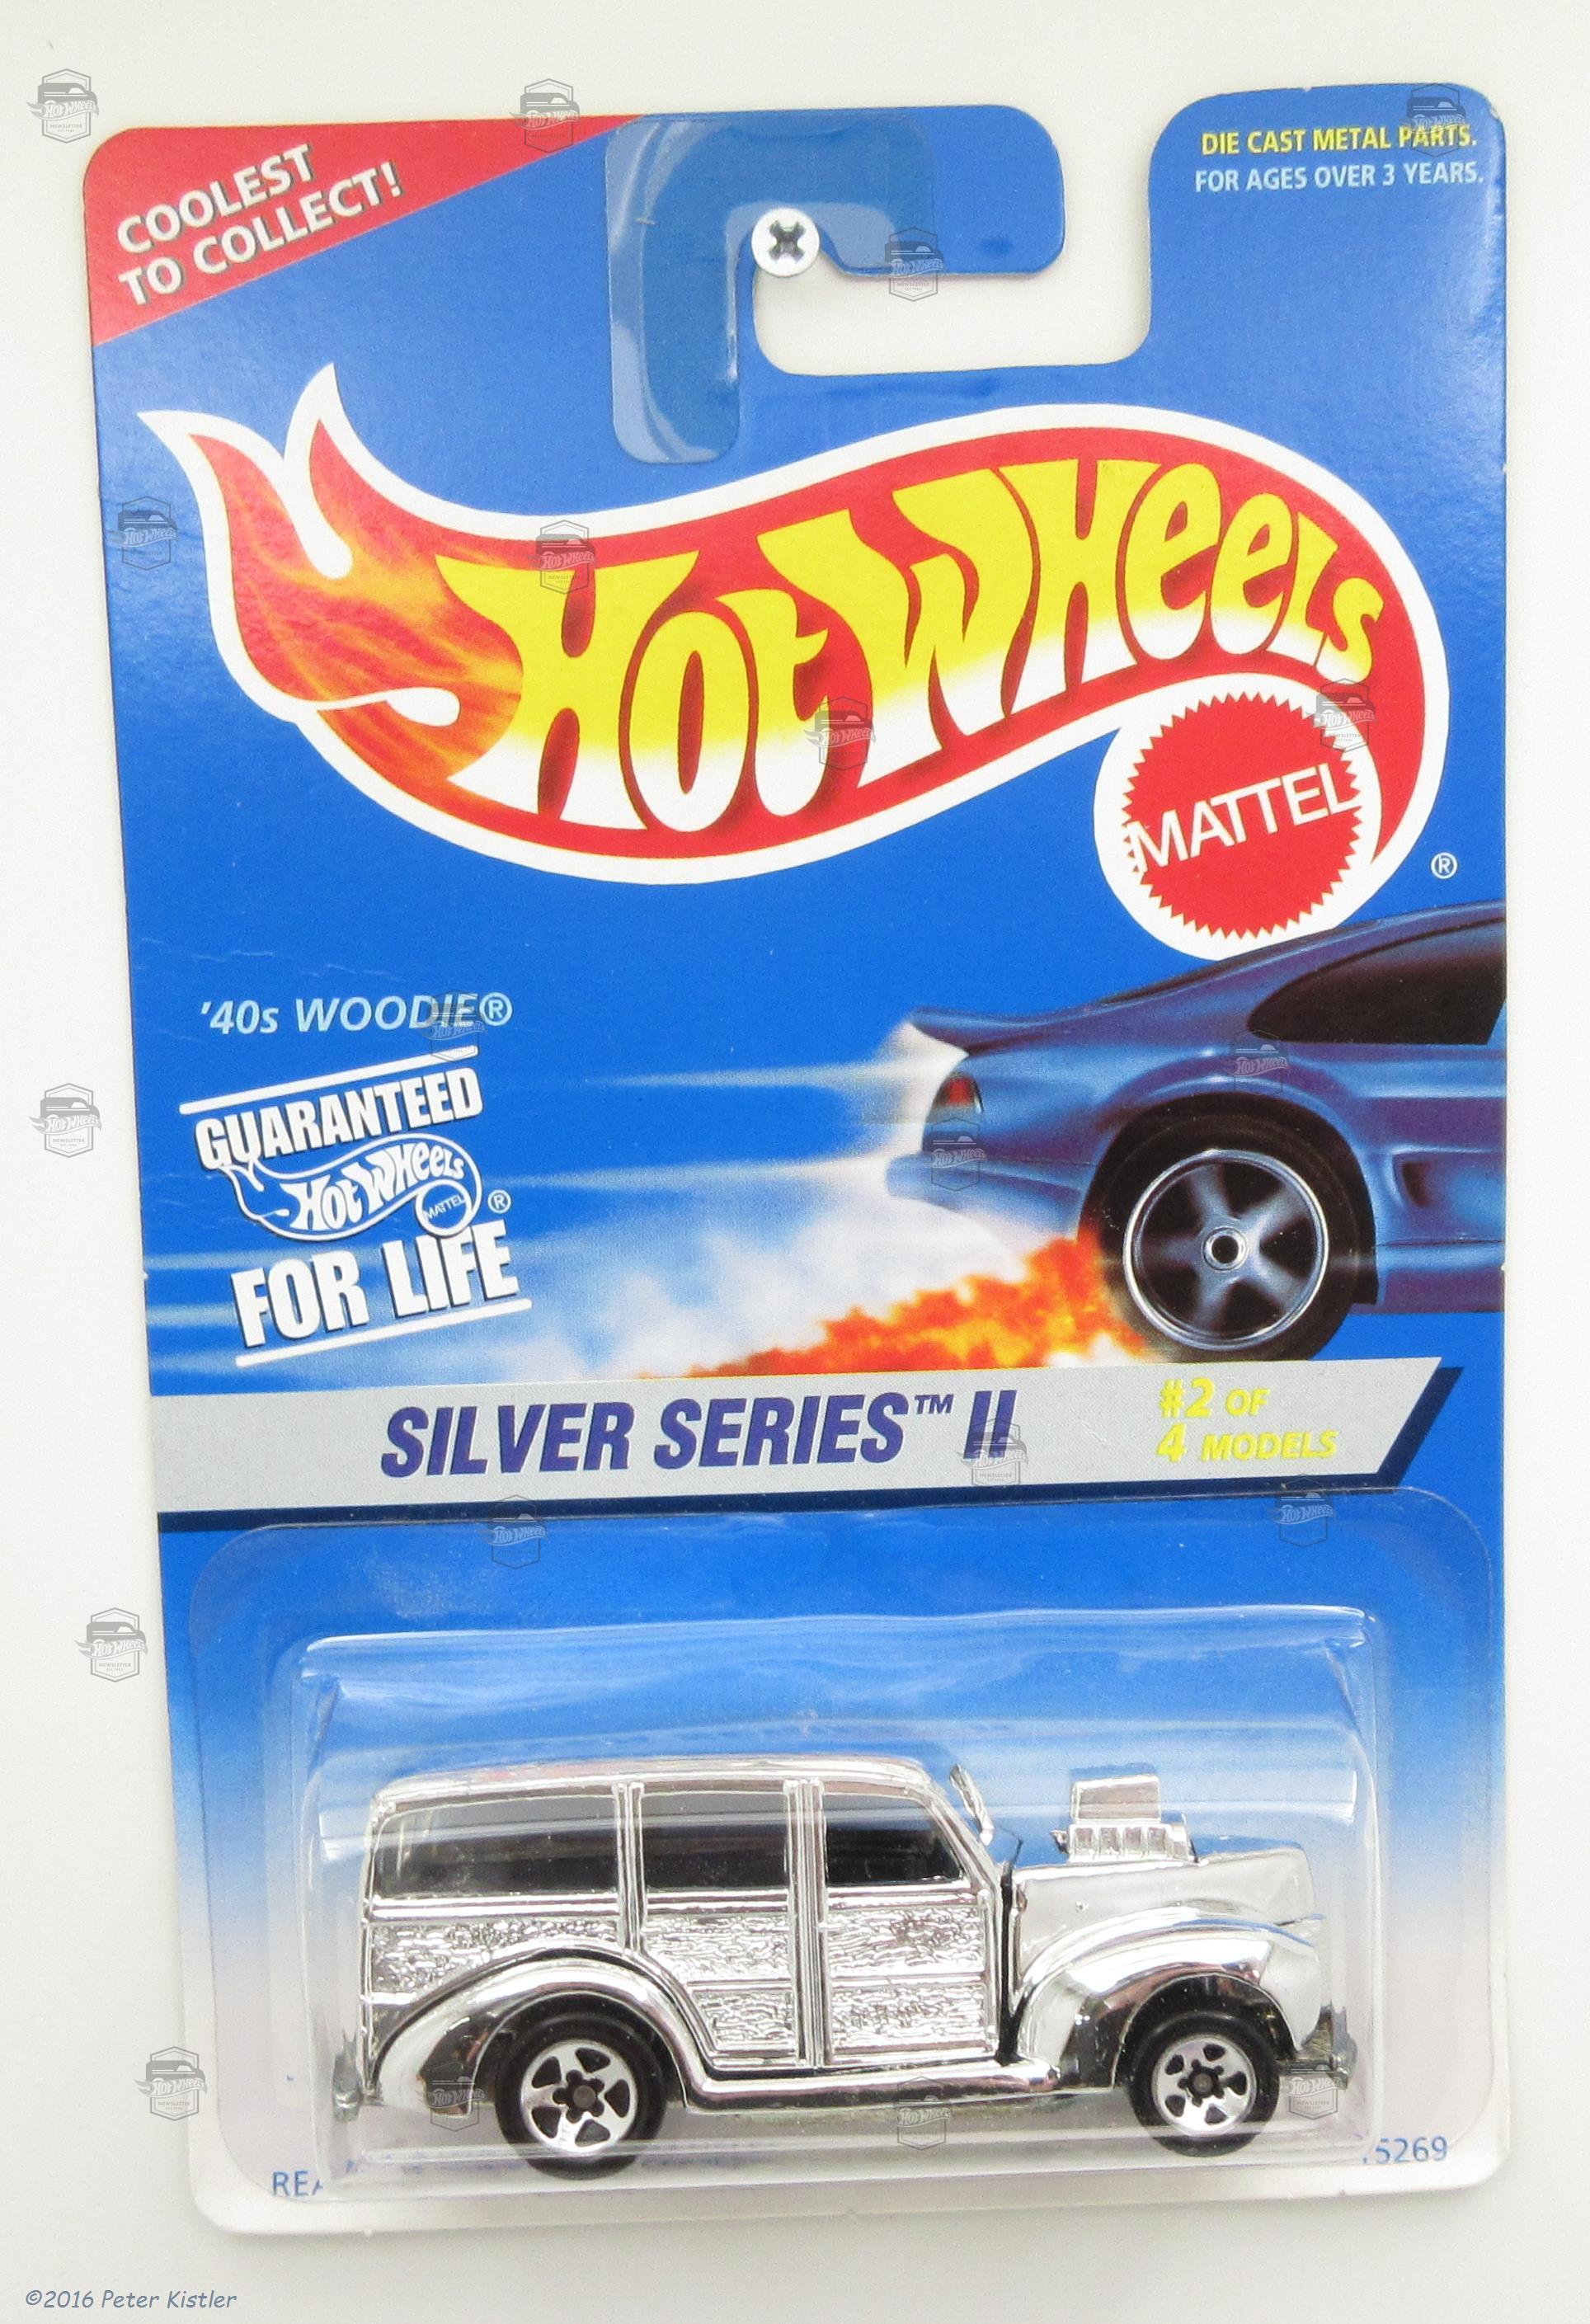 COOLEST
TO COLLECT!
DIE CAST METAL PARTS.
FOR AGES OVER 3 YEARS.
HOT WHEELS
MATTEL
®
'40s WOODIE®
GUARANTEED
HOT WHEELS
MATTEL ®
FOR LIFE
SILVER SERIES™ II
#2 OF
4 MODELS
5269
©2016 Peter Kistler